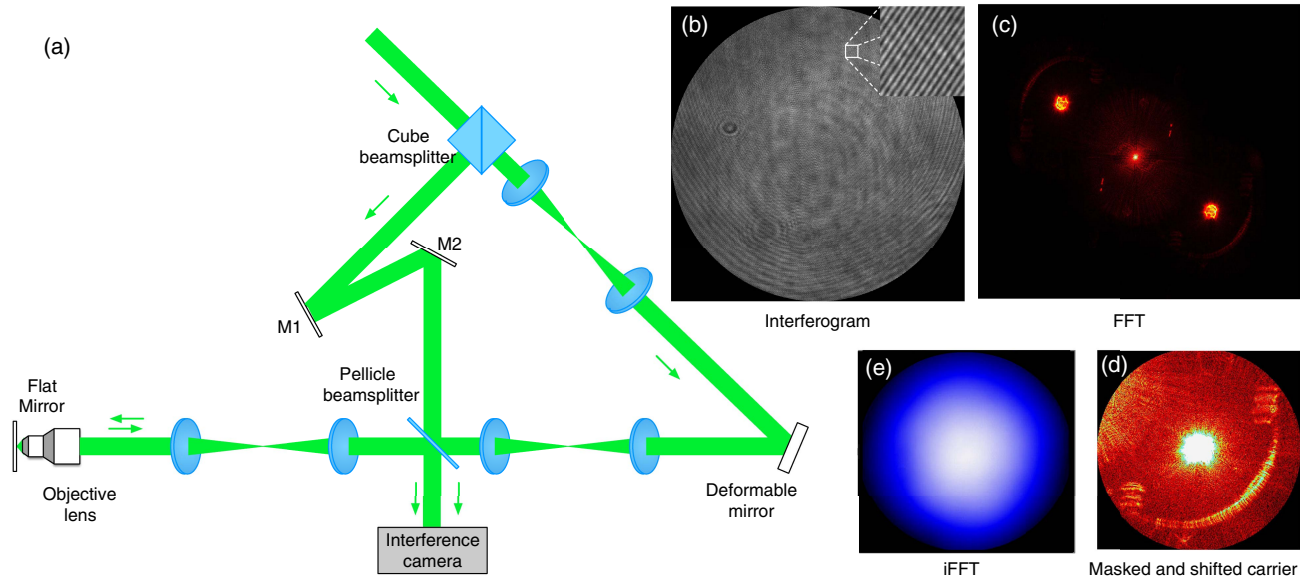 (a)
Cube
beamsplitter
M2
M1
Pellicle
beamsplitter
Flat
Mirror
Objective
lens
Deformable
mirror
Interference
camera
(b)
Interferogram
(c)
FFT
(e)
iFFT
(d)
Masked and shifted carrier